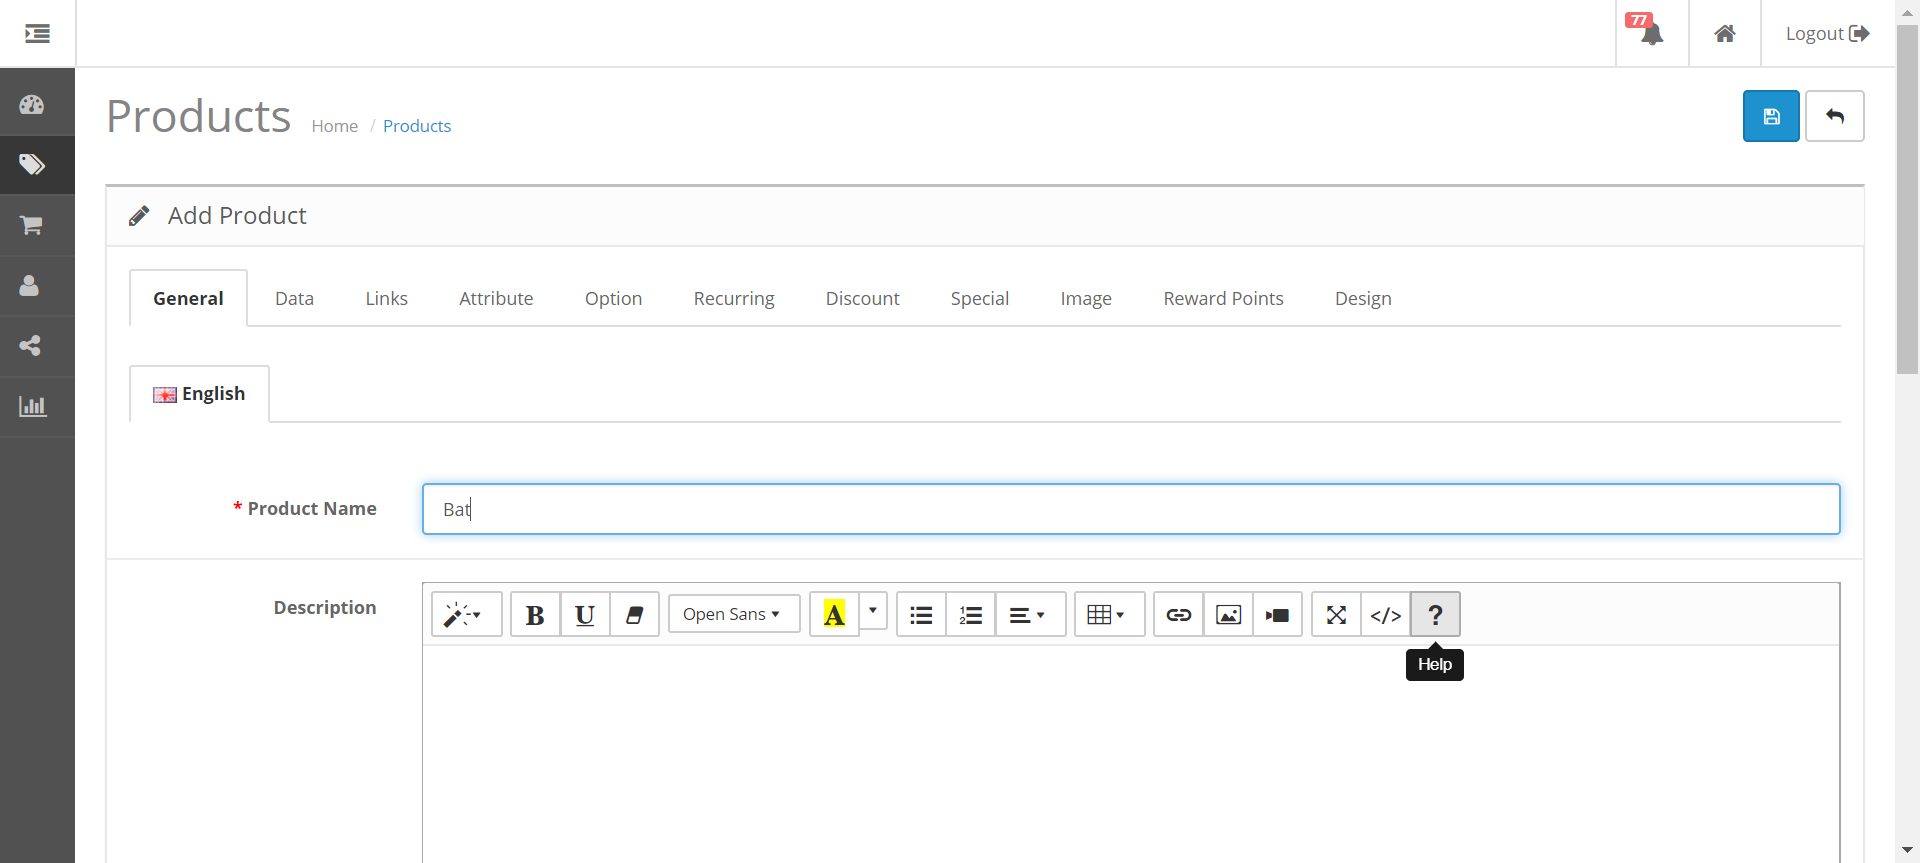 77
Logout
Products Home / Products
Add Product
General Data Links Attribute Option Recurring Discount Special Image Reward Points Design
English
* Product Name Bat
Description B U Open Sans A </> ?
Help